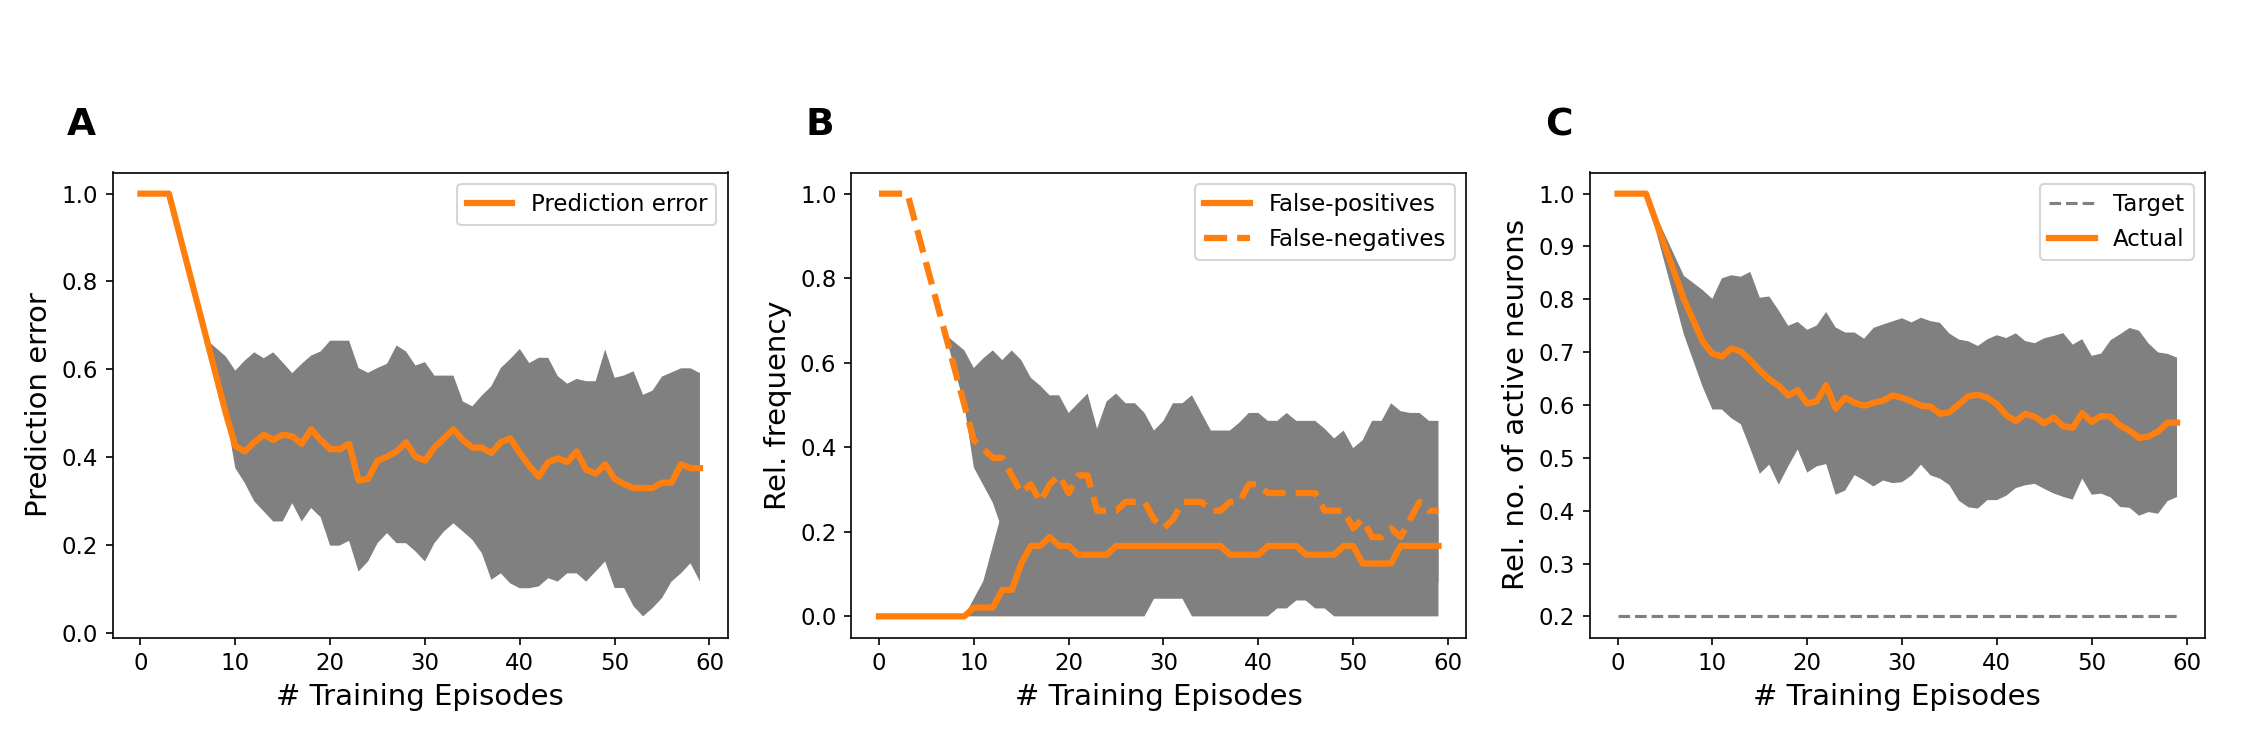 A
B
C
Prediction error
1.0
0.8
0.6
0.4
0.2
0.0
0 10 20 30 40 50 60
# Training Episodes
Prediction error
Rel. frequency
1.0
0.8
0.6
0.4
0.2
0.0
0 10 20 30 40 50 60
# Training Episodes
False-positives
False-negatives
Rel. no. of active neurons
1.0
0.9
0.8
0.7
0.6
0.5
0.4
0.3
0.2
0 10 20 30 40 50 60
# Training Episodes
Target
Actual